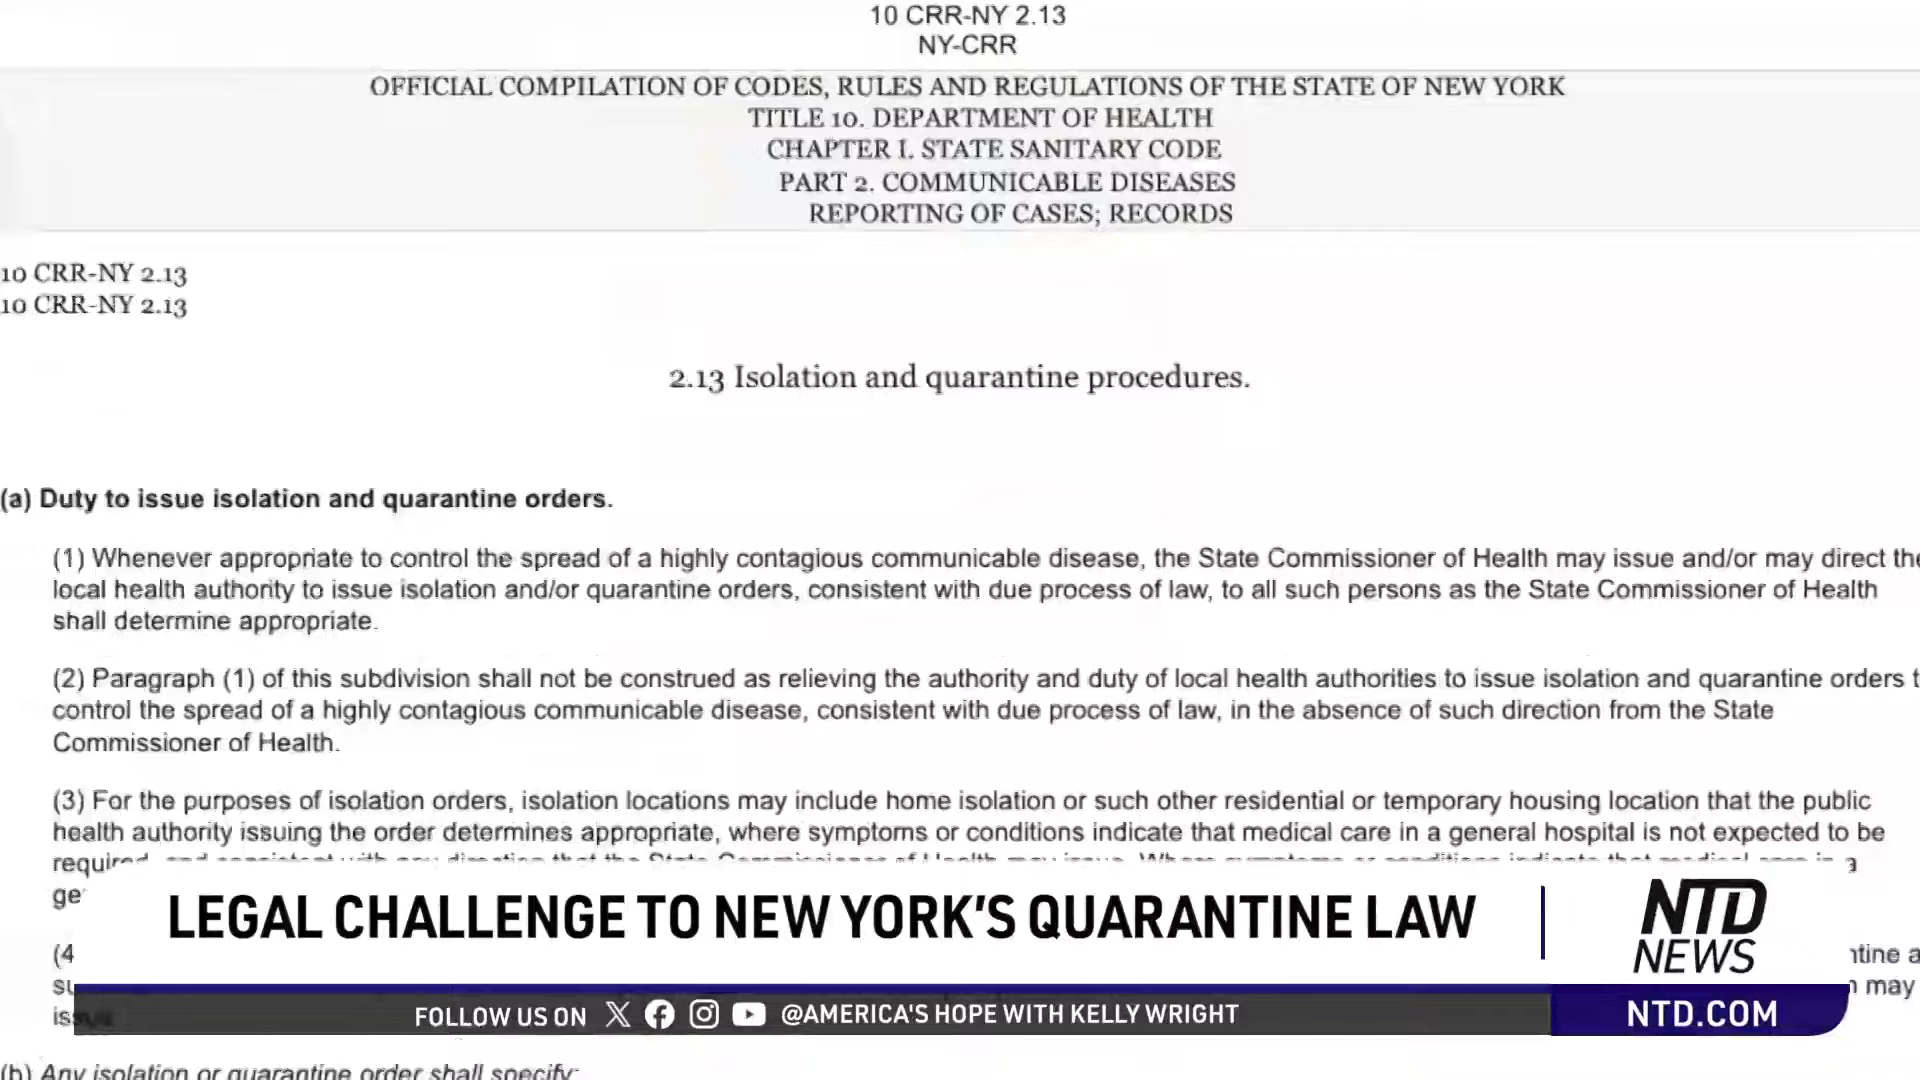 10 CRR-NY 2.13
NY-CRR
OFFICIAL COMPILATION OF CODES, RULES AND REGULATIONS OF THE STATE OF NEW YORK
TITLE 10. DEPARTMENT OF HEALTH
CHAPTER I. STATE SANITARY CODE
PART 2. COMMUNICABLE DISEASES
REPORTING OF CASES; RECORDS
10 CRR-NY 2.13
10 CRR-NY 2.13
2.13 Isolation and quarantine procedures.
(a) Duty to issue isolation and quarantine orders.
(1) Whenever appropriate to control the spread of a highly contagious communicable disease, the State Commissioner of Health may issue and/or may direct the
local health authority to issue isolation and/or quarantine orders, consistent with due process of law, to all such persons as the State Commissioner of Health
shall determine appropriate.
(2) Paragraph (1) of this subdivision shall not be construed as relieving the authority and duty of local health authorities to issue isolation and quarantine orders t
control the spread of a highly contagious communicable disease, consistent with due process of law, in the absence of such direction from the State
Commissioner of Health.
(3) For the purposes of isolation orders, isolation locations may include home isolation or such other residential or temporary housing location that the public
health authority issuing the order determines appropriate, where symptoms or conditions indicate that medical care in a general hospital is not expected to be
a
(4
may
LEGAL CHALLENGE TO NEW YORK'S QUARANTINE LAW
NTD
NEWS
FOLLOW US ON @AMERICA'S HOPE WITH KELLY WRIGHT
NTD.COM
(b) Any isolation or quarantine order shall specify: